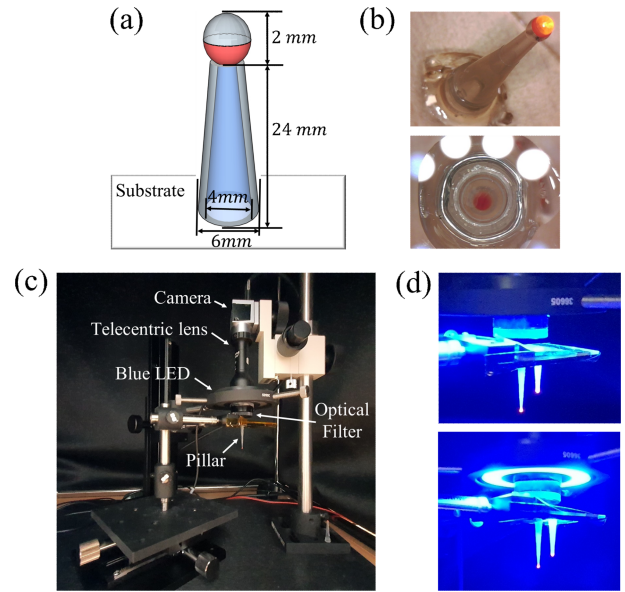 (a)
2 mm
24 mm
Substrate
4mm
6mm
(b)
(c)
Camera
Telecentric lens
Blue LED
Optical
Filter
Pillar
(d)